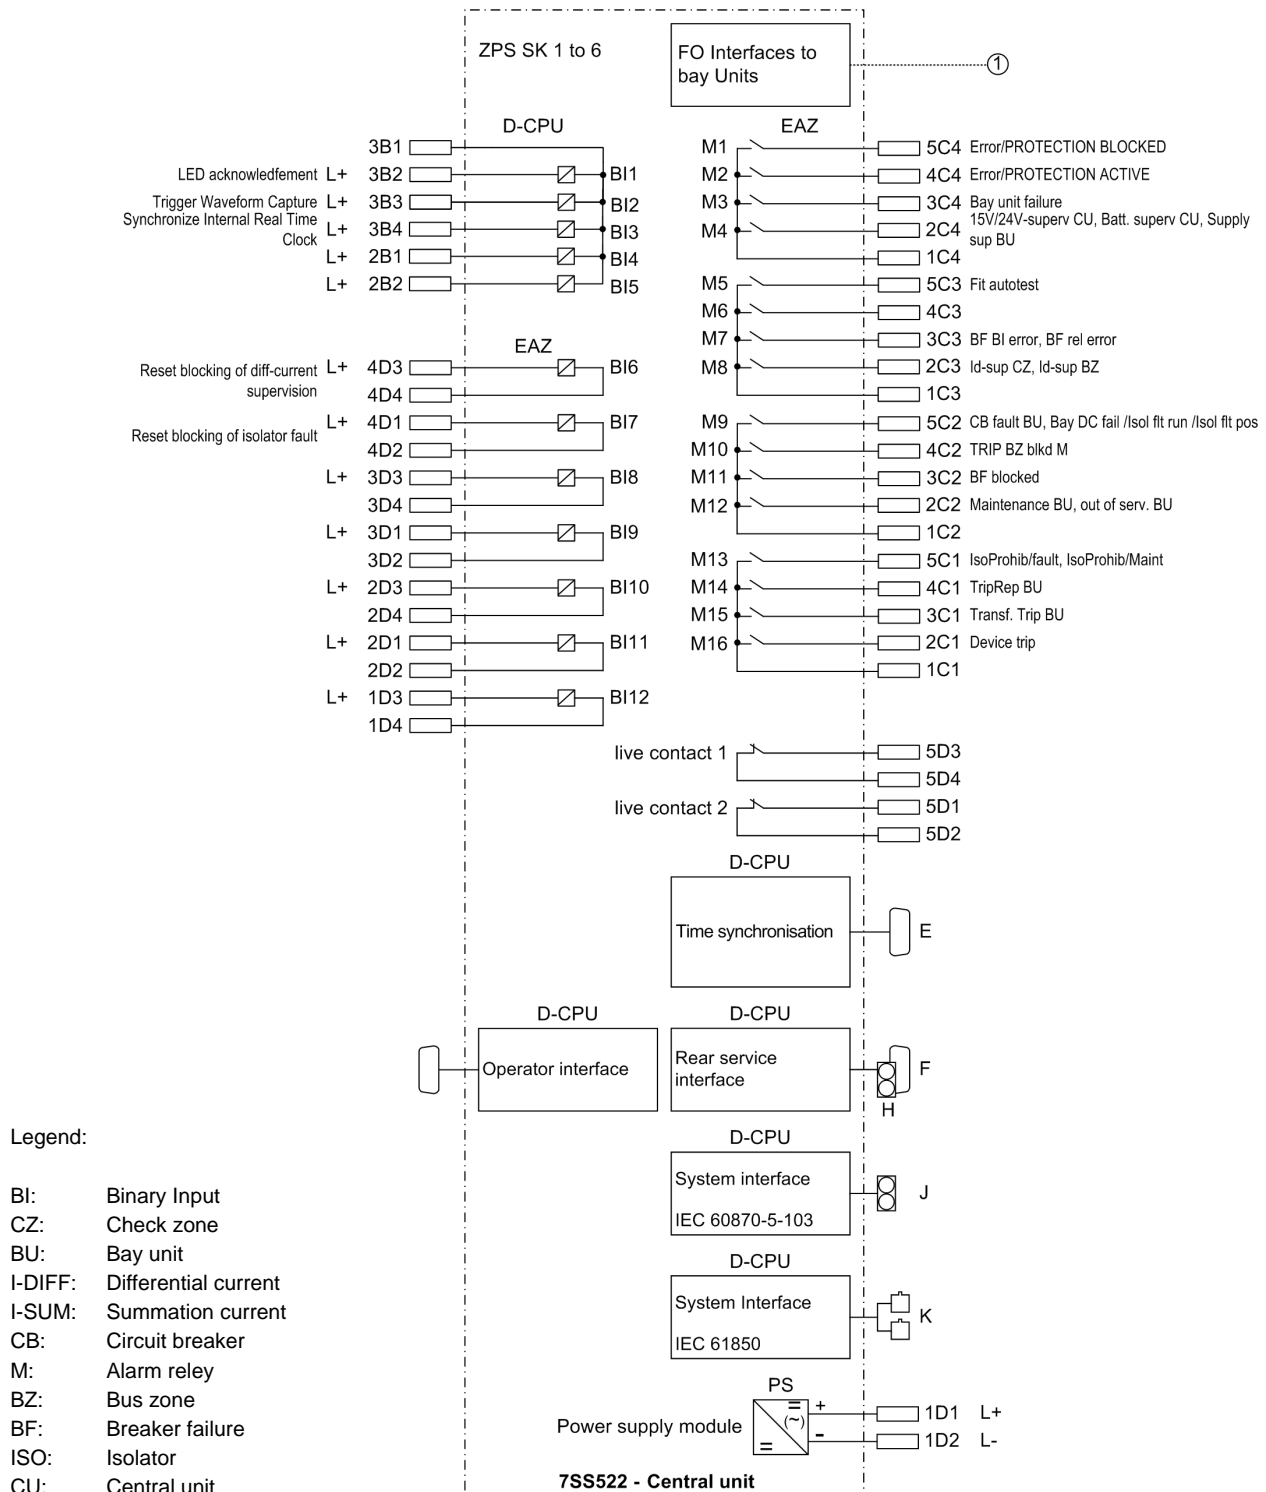 ZPS SK 1 to 6
FO Interfaces to
bay Units
1
D-CPU
3B1
LED acknowledfement L+ 3B2 BI1
Trigger Waveform Capture L+ 3B3 BI2
Synchronize Internal Real Time
Clock L+ 3B4 BI3
L+ 2B1 BI4
L+ 2B2 BI5
EAZ
Reset blocking of diff-current
supervision
L+ 4D3 BI6
4D4
Reset blocking of isolator fault
L+ 4D1 BI7
4D2
L+ 3D3 BI8
3D4
L+ 3D1 BI9
3D2
L+ 2D3 BI10
2D4
L+ 2D1 BI11
2D2
L+ 1D3 BI12
1D4
EAZ
M1 5C4 Error/PROTECTION BLOCKED
M2 4C4 Error/PROTECTION ACTIVE
M3 3C4 Bay unit failure
M4 2C4 15V/24V-superv CU, Batt. superv CU, Supply
sup BU
1C4
M5 5C3 Fit autotest
M6 4C3
M7 3C3 BF BI error, BF rel error
M8 2C3 Id-sup CZ, Id-sup BZ
1C3
M9 5C2 CB fault BU, Bay DC fail /Isol flt run /Isol flt pos
M10 4C2 TRIP BZ blkd M
M11 3C2 BF blocked
M12 2C2 Maintenance BU, out of serv. BU
1C2
M13 5C1 IsoProhib/fault, IsoProhib/Maint
M14 4C1 TripRep BU
M15 3C1 Transf. Trip BU
M16 2C1 Device trip
1C1
live contact 1 5D3
5D4
live contact 2 5D1
5D2
D-CPU
Time synchronisation
E
D-CPU
Operator interface
D-CPU
Rear service
interface
F
H
D-CPU
System interface
IEC 60870-5-103
J
D-CPU
System Interface
IEC 61850
K
PS
Power supply module
= (~) =
+ 1D1 L+
- 1D2 L-
7SS522 - Central unit
Legend:
BI: Binary Input
CZ: Check zone
BU: Bay unit
I-DIFF: Differential current
I-SUM: Summation current
CB: Circuit breaker
M: Alarm reley
BZ: Bus zone
BF: Breaker failure
ISO: Isolator
CU: Central unit